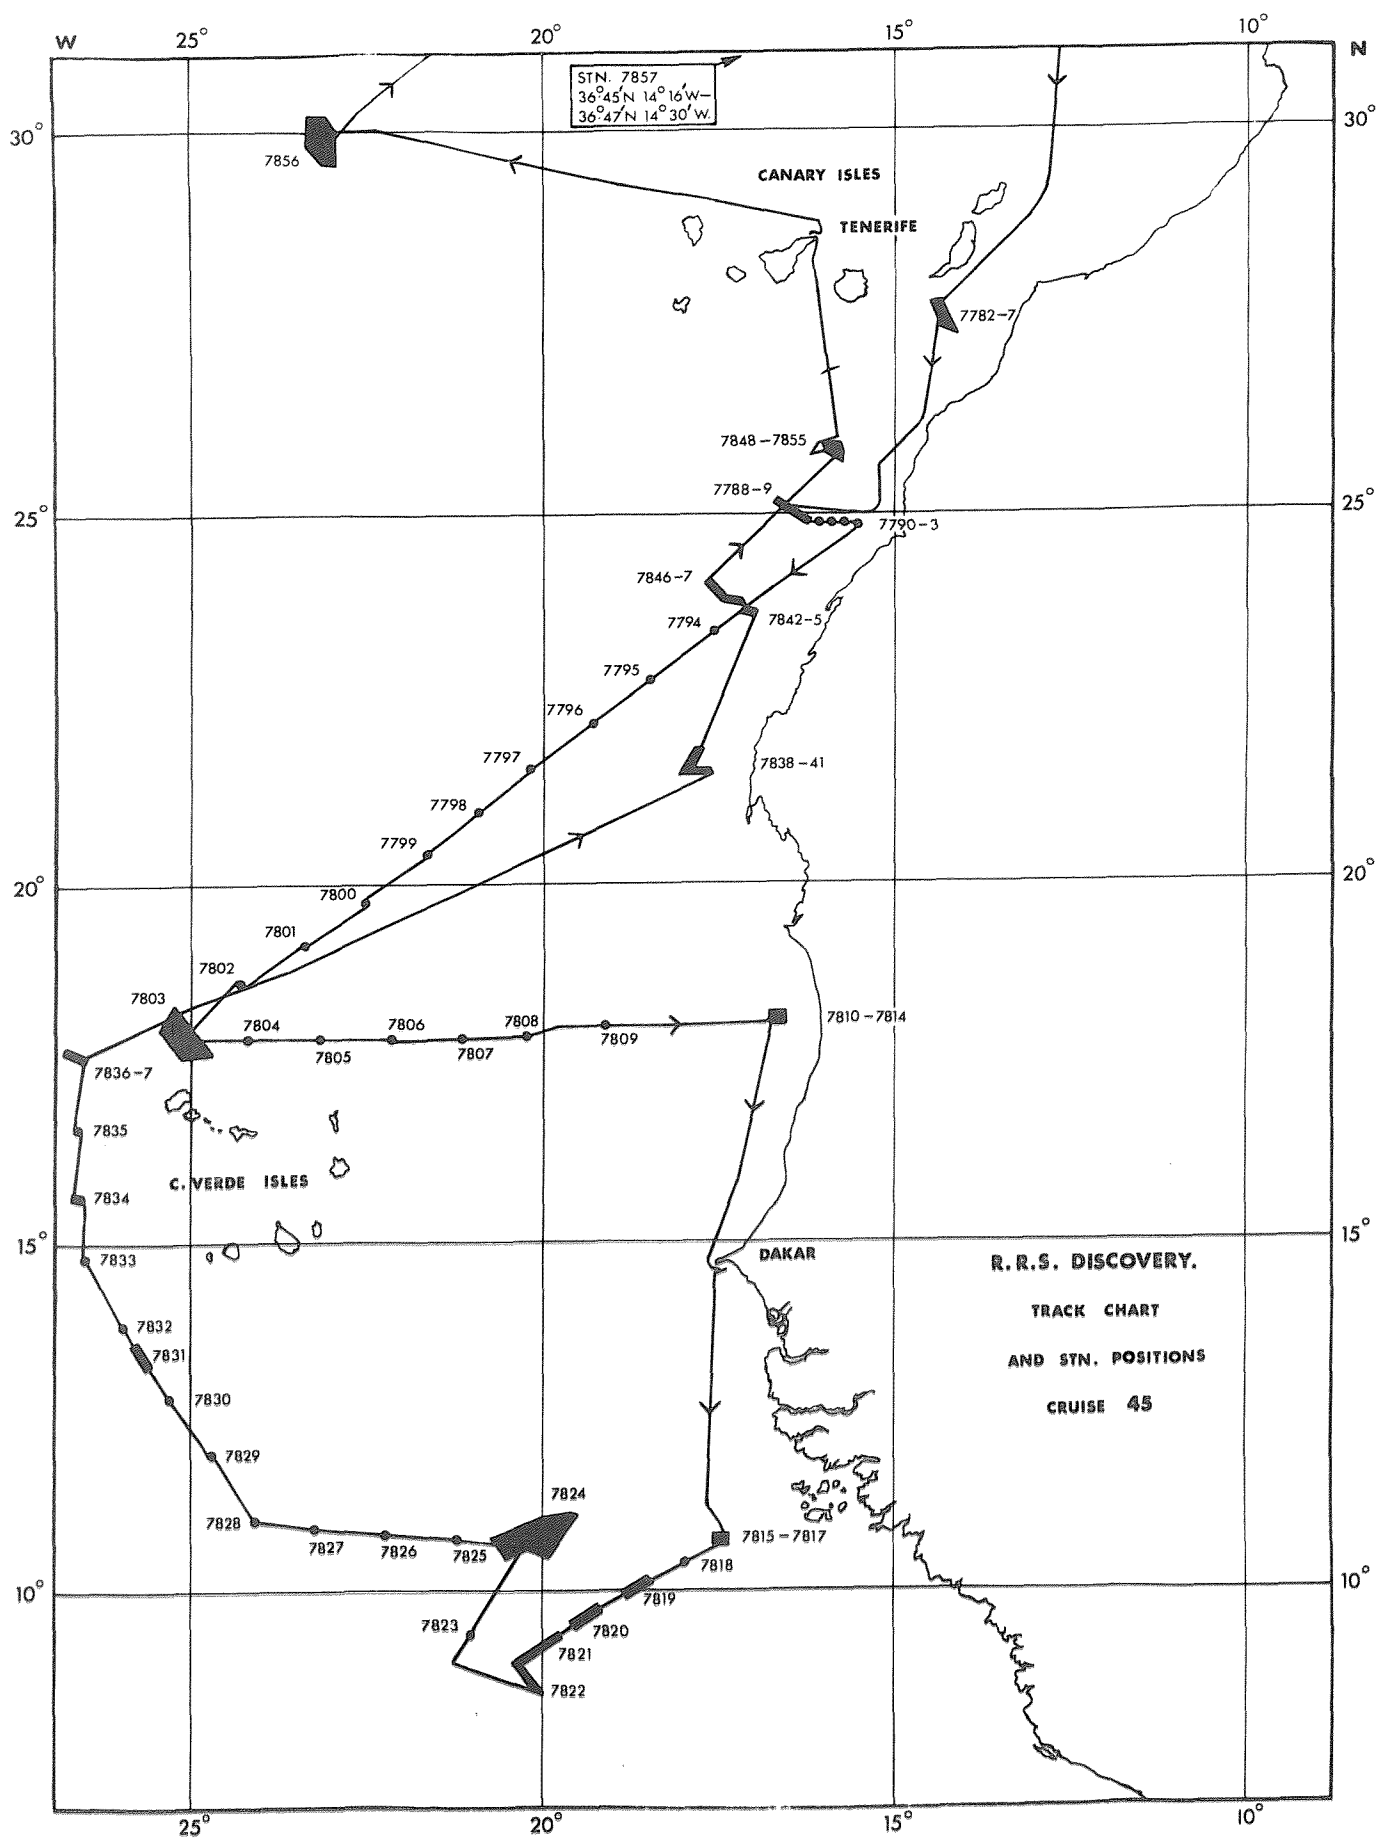 W 25° 20° 15° 10° N
STN. 7857
36°45'N 14°16'W—
36°47'N 14°30'W.
30° 30°
7856
CANARY ISLES
TENERIFE
7782-7
7848-7855
7788-9
25° 25°
7790-3
7846-7
7842-5
7794
7795
7796
7797
7838-41
7798
7799
20° 20°
7800
7801
7802
7803
7804 7806 7808 7810-7814
7805 7807 7809
7836-7
7835
C. VERDE ISLES
7834
15° 15°
7833
DAKAR
R.R.S. DISCOVERY.
TRACK CHART
AND STN. POSITIONS
CRUISE 45
7832
7831
7830
7829
7824
7828
7827 7826 7825
7815-7817
7818
10° 10°
7819
7823 7820
7821
7822
25° 20° 15° 10°